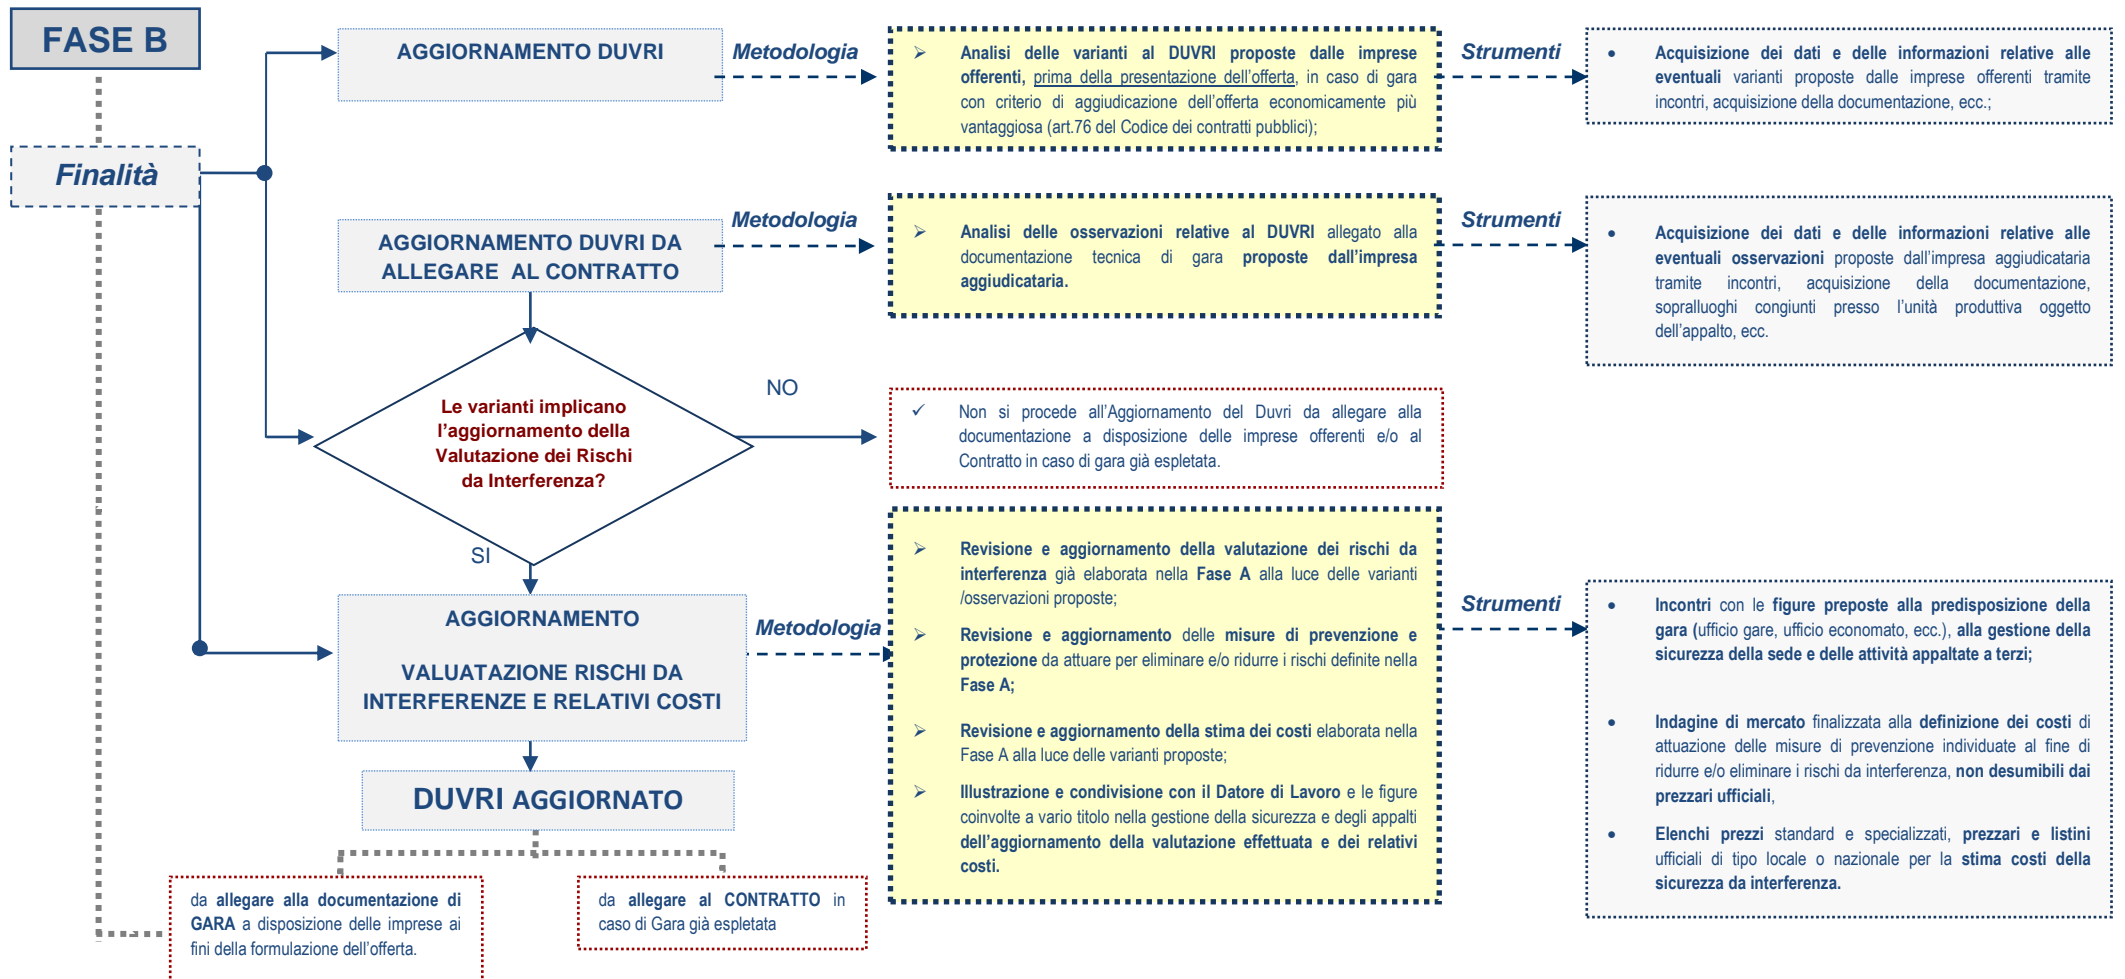 FASE B
Finalità
AGGIORNAMENTO DUVRI
Metodologia
➢ Analisi delle varianti al DUVRI proposte dalle imprese
offerenti, prima della presentazione dell'offerta, in caso di gara
con criterio di aggiudicazione dell'offerta economicamente più
vantaggiosa (art.76 del Codice dei contratti pubblici);
Strumenti
• Acquisizione dei dati e delle informazioni relative alle
eventuali varianti proposte dalle imprese offerenti tramite
incontri, acquisizione della documentazione, ecc.;
AGGIORNAMENTO DUVRI DA
ALLEGARE AL CONTRATTO
Metodologia
➢ Analisi delle osservazioni relative al DUVRI allegato alla
documentazione tecnica di gara proposte dall'impresa
aggiudicataria.
Strumenti
• Acquisizione dei dati e delle informazioni relative alle
eventuali osservazioni proposte dall'impresa aggiudicataria
tramite incontri, acquisizione della documentazione,
sopralluoghi congiunti presso l'unità produttiva oggetto
dell'appalto, ecc.
Le varianti implicano
l'aggiornamento della
Valutazione dei Rischi
da Interferenza?
NO
✓ Non si procede all'Aggiornamento del Duvri da allegare alla
documentazione a disposizione delle imprese offerenti e/o al
Contratto in caso di gara già espletata.
SI
AGGIORNAMENTO
VALUATAZIONE RISCHI DA
INTERFERENZE E RELATIVI COSTI
Metodologia
➢ Revisione e aggiornamento della valutazione dei rischi da
interferenza già elaborata nella Fase A alla luce delle varianti
/osservazioni proposte;
➢ Revisione e aggiornamento delle misure di prevenzione e
protezione da attuare per eliminare e/o ridurre i rischi definite nella
Fase A;
➢ Revisione e aggiornamento della stima dei costi elaborata nella
Fase A alla luce delle varianti proposte;
➢ Illustrazione e condivisione con il Datore di Lavoro e le figure
coinvolte a vario titolo nella gestione della sicurezza e degli appalti
dell'aggiornamento della valutazione effettuata e dei relativi
costi.
Strumenti
• Incontri con le figure preposte alla predisposizione della
gara (ufficio gare, ufficio economato, ecc.), alla gestione della
sicurezza della sede e delle attività appaltate a terzi;
• Indagine di mercato finalizzata alla definizione dei costi di
attuazione delle misure di prevenzione individuate al fine di
ridurre e/o eliminare i rischi da interferenza, non desumibili dai
prezzari ufficiali,
• Elenchi prezzi standard e specializzati, prezzari e listini
ufficiali di tipo locale o nazionale per la stima costi della
sicurezza da interferenza.
DUVRI AGGIORNATO
da allegare alla documentazione di
GARA a disposizione delle imprese ai
fini della formulazione dell'offerta.
da allegare al CONTRATTO in
caso di Gara già espletata